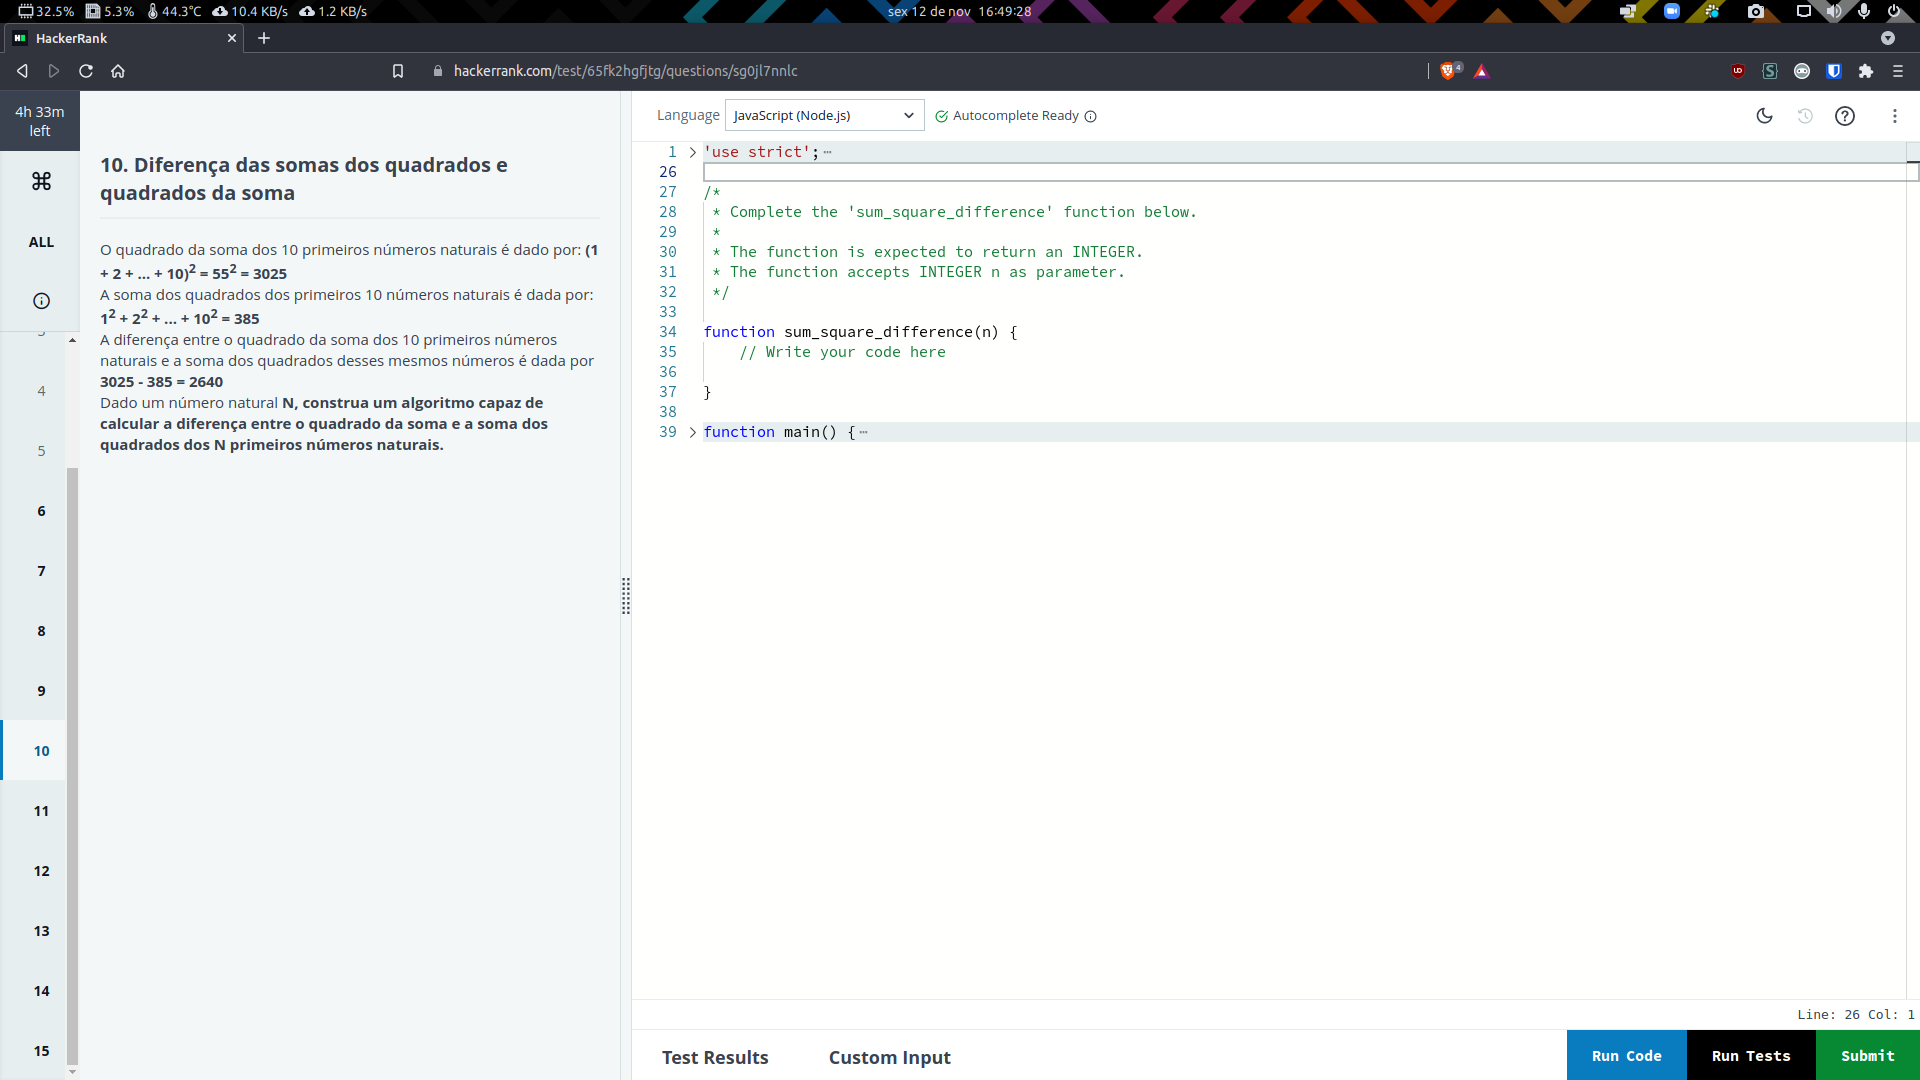 32.5% 5.3% 44.3°C 10.4 KB/s 1.2 KB/s sex 12 de nov 16:49:28
HackerRank
hackerrank.com/test/65fk2hgfjtg/questions/sg0jl7nnlc
4
4h 33m
left
ALL
4
5
6
7
8
9
10
11
12
13
14
15
10. Diferença das somas dos quadrados e
quadrados da soma
O quadrado da soma dos 10 primeiros números naturais é dado por: (1
+ 2 + ... + 10)² = 55² = 3025
A soma dos quadrados dos primeiros 10 números naturais é dada por:
1² + 2² + ... + 10² = 385
A diferença entre o quadrado da soma dos 10 primeiros números
naturais e a soma dos quadrados desses mesmos números é dada por
3025 - 385 = 2640
Dado um número natural N, construa um algoritmo capaz de
calcular a diferença entre o quadrado da soma e a soma dos
quadrados dos N primeiros números naturais.
Language JavaScript (Node.js) Autocomplete Ready
1 'use strict';
26
27 /*
28 * Complete the 'sum_square_difference' function below.
29 *
30 * The function is expected to return an INTEGER.
31 * The function accepts INTEGER n as parameter.
32 */
33
34 function sum_square_difference(n) {
35 // Write your code here
36
37 }
38
39 function main() {
Line: 26 Col: 1
Test Results Custom Input Run Code Run Tests Submit